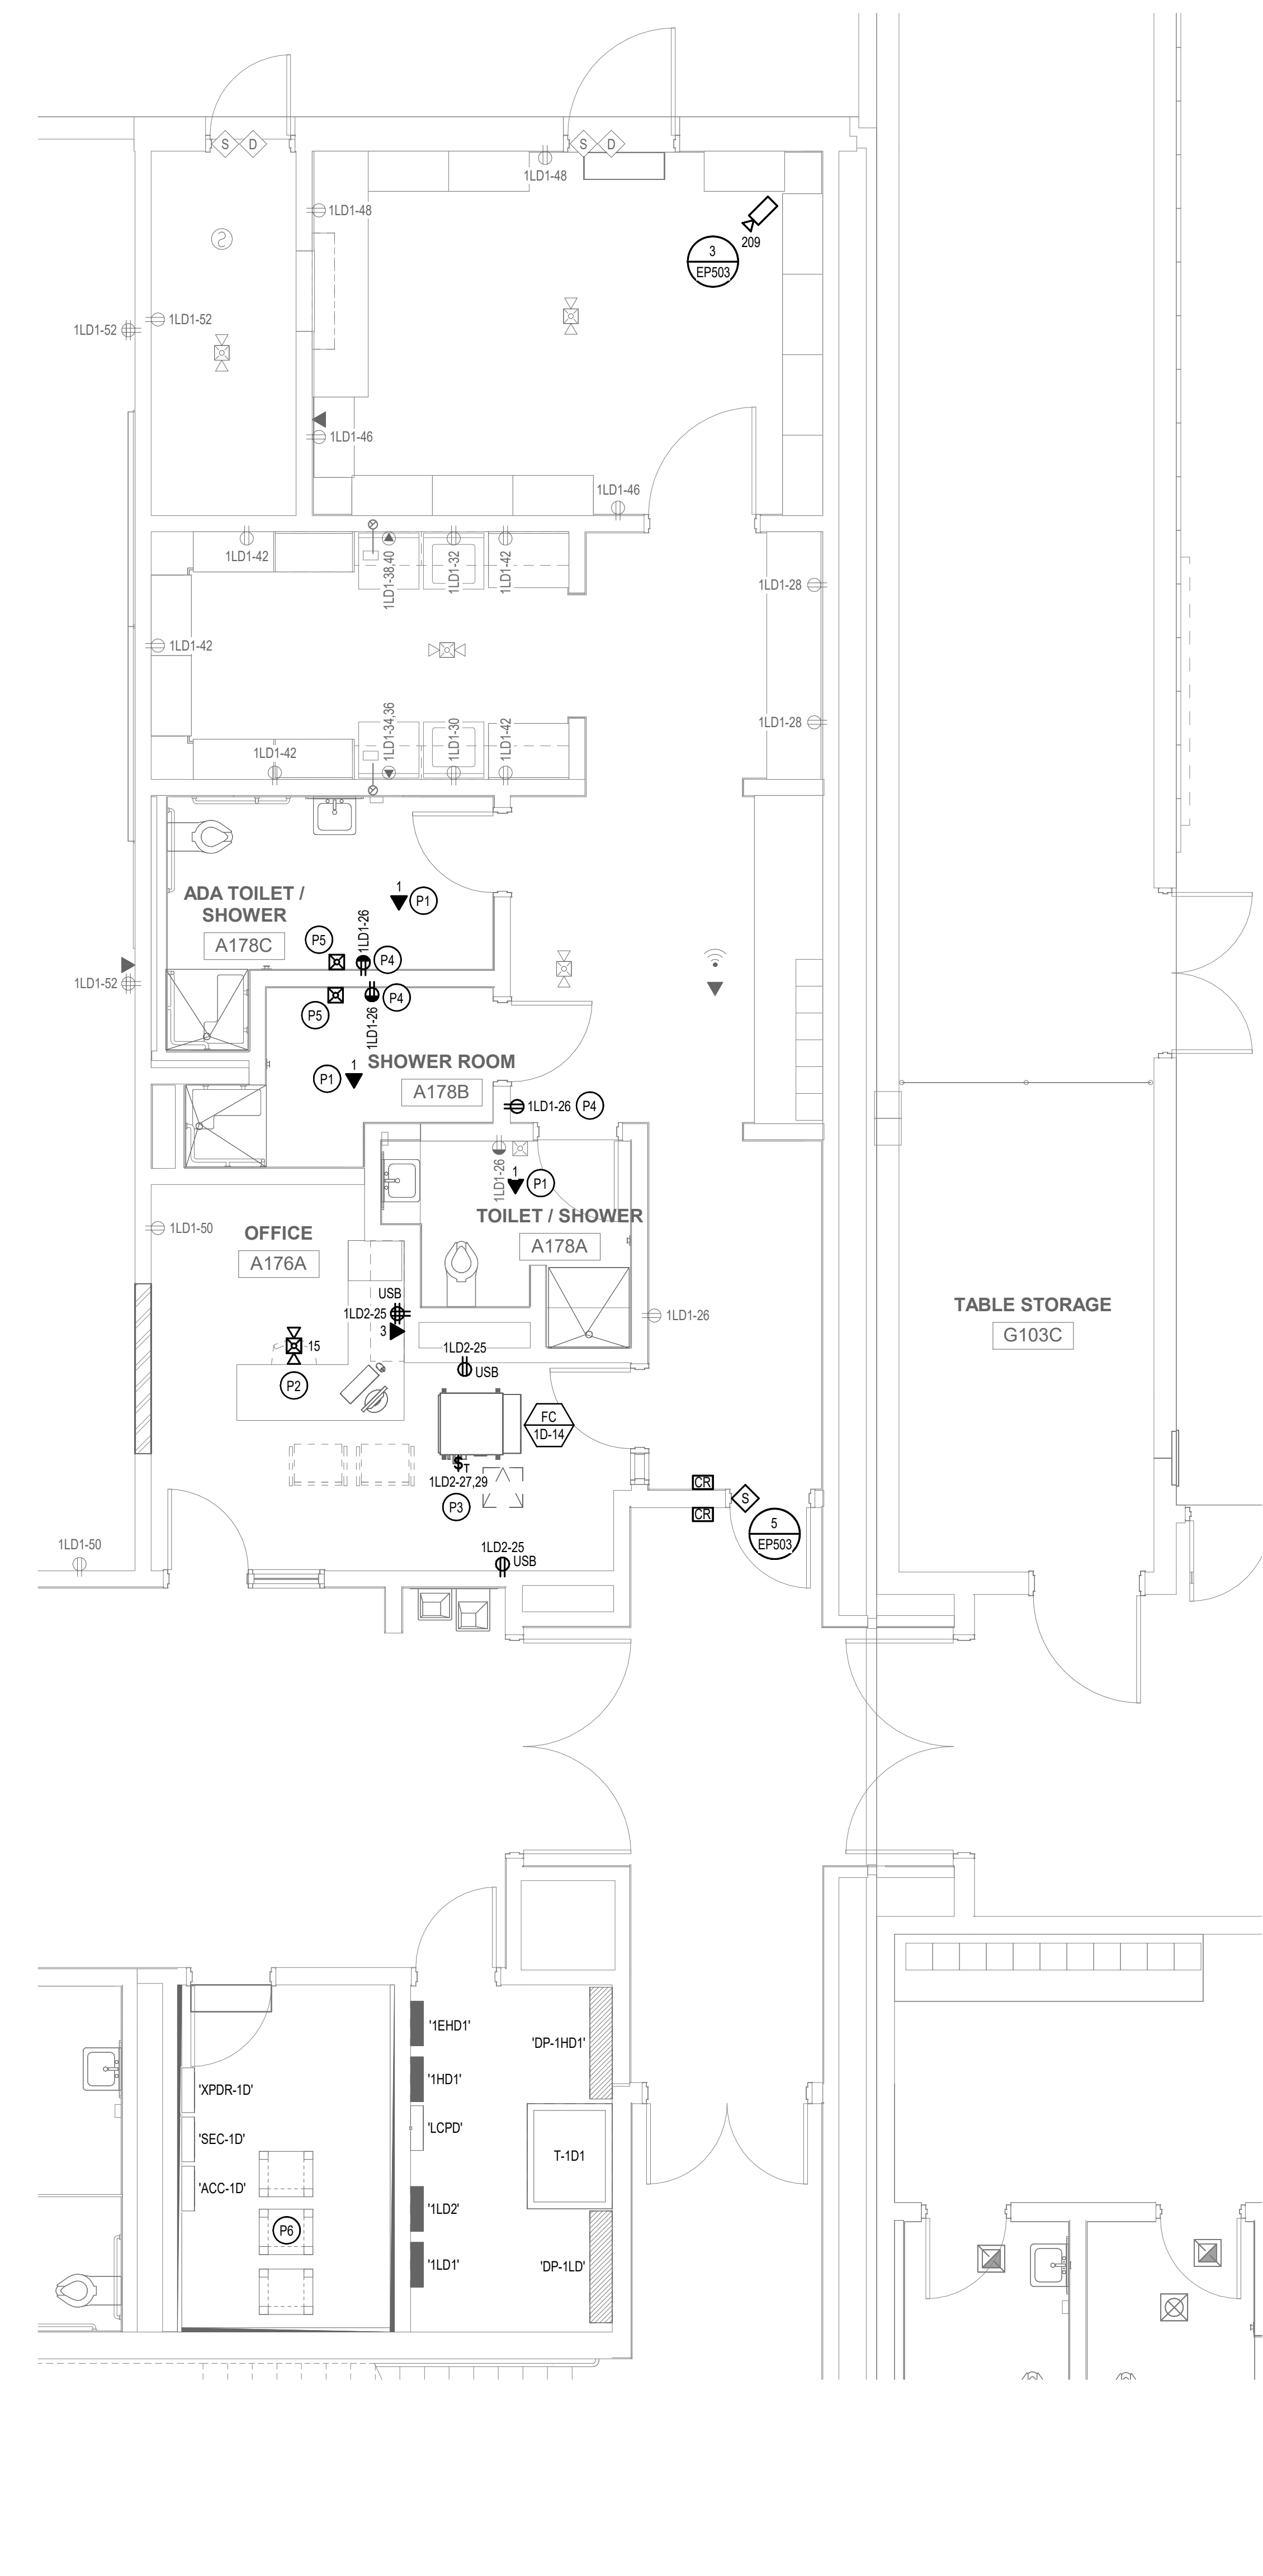 S
D
S
D
1LD1-48
1LD1-48
209
3
EP503
1LD1-52
1LD1-52
1LD1-46
1LD1-46
1LD1-42
1LD1-38,40
1LD1-32
1LD1-42
1LD1-28
1LD1-42
1LD1-34,36
1LD1-30
1LD1-42
1LD1-28
1LD1-42
ADA TOILET /
SHOWER
A178C
1
P1
P5
1LD1-26
P4
1LD1-52
P5
P4
1LD1-26
SHOWER ROOM
A178B
1
P1
1LD1-26
P4
1LD1-26
1
P1
TOILET / SHOWER
A178A
1LD1-50
OFFICE
A176A
USB
1LD2-25
3
1LD1-26
TABLE STORAGE
G103C
15
P2
1LD2-25
USB
FC
1D-14
$T
1LD2-27,29
P3
CR
S
CR
5
EP503
1LD1-50
1LD2-25
USB
'1EHD1'
'DP-1HD1'
'1HD1'
'XPDR-1D'
'LCPD'
'SEC-1D'
T-1D1
'ACC-1D'
'1LD2'
P6
'1LD1'
'DP-1LD'